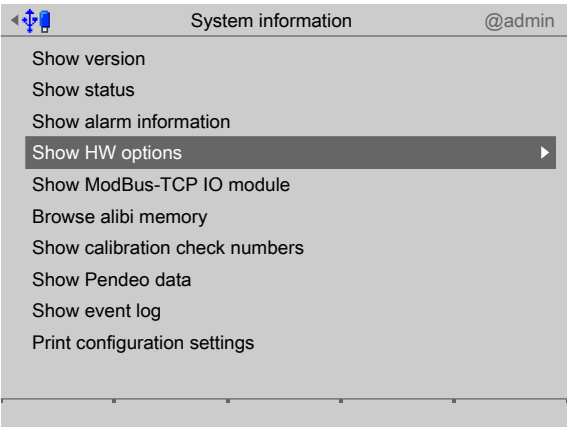 System information @admin
Show version
Show status
Show alarm information
Show HW options
Show ModBus-TCP IO module
Browse alibi memory
Show calibration check numbers
Show Pendeo data
Show event log
Print configuration settings